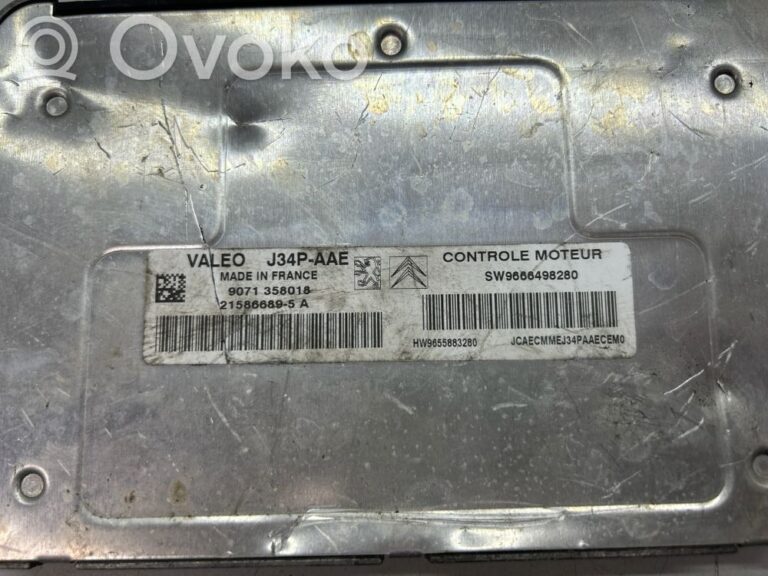 Ovoko
VALEO J34P-AAE
MADE IN FRANCE
9071 358018
21586689-5 A
CONTROLE MOTEUR
SW9666498280
HW9655883280
JCAECMMEJ34PAAECEM0